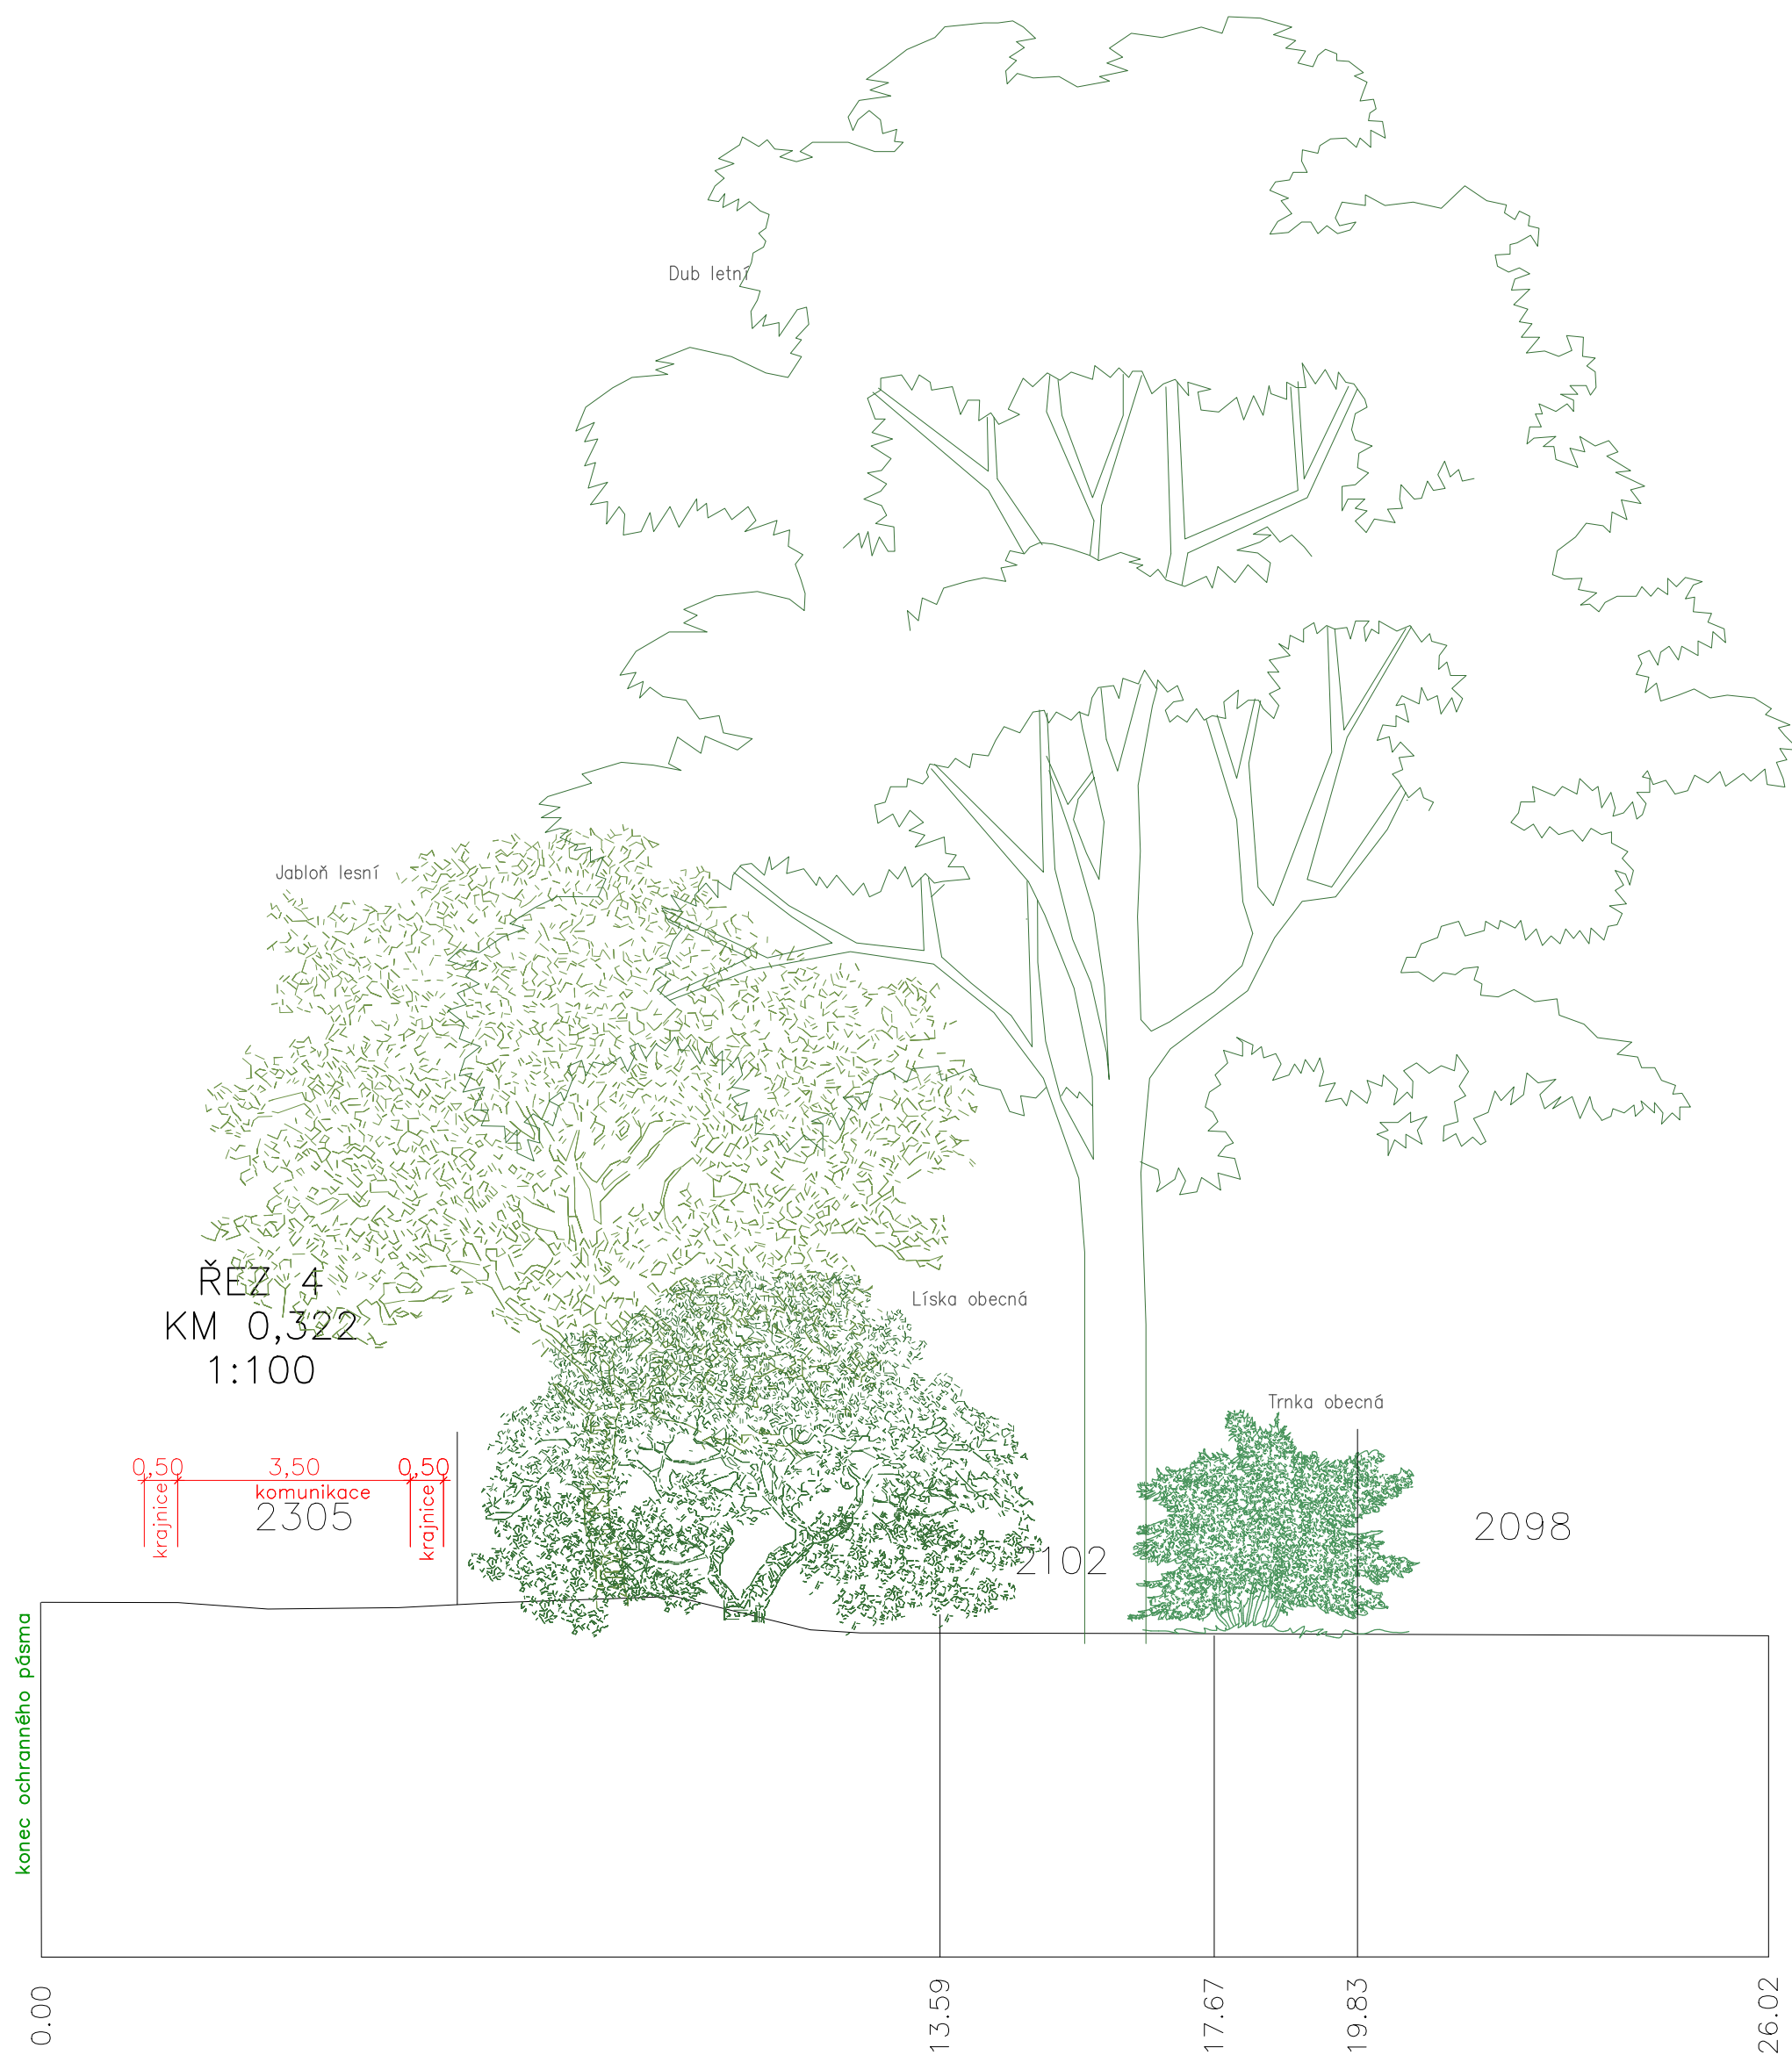 Dub letní
Jabloň lesní
ŘEZ 4
KM 0,322
1:100
Líska obecná
Trnka obecná
0,50 3,50 0,50
krajnice komunikace krajnice
2305
2102
2098
konec ochranného pásma
0.00
13.59
17.67
19.83
26.02